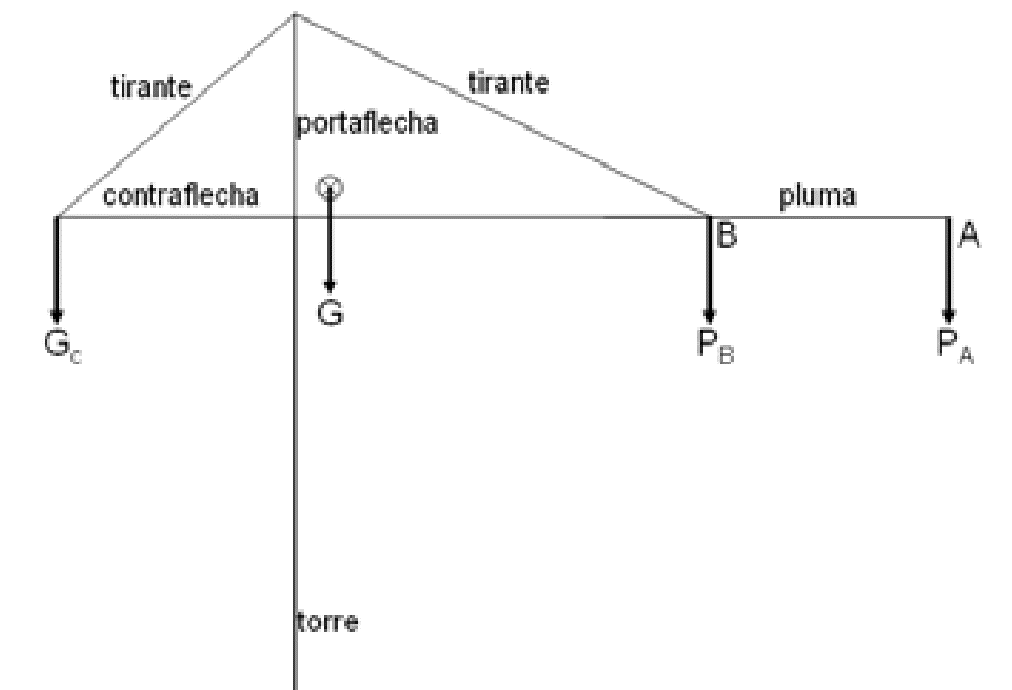 tirante
tirante
portaflecha
contraflecha
pluma
B
A
G
Gc
PB
PA
torre